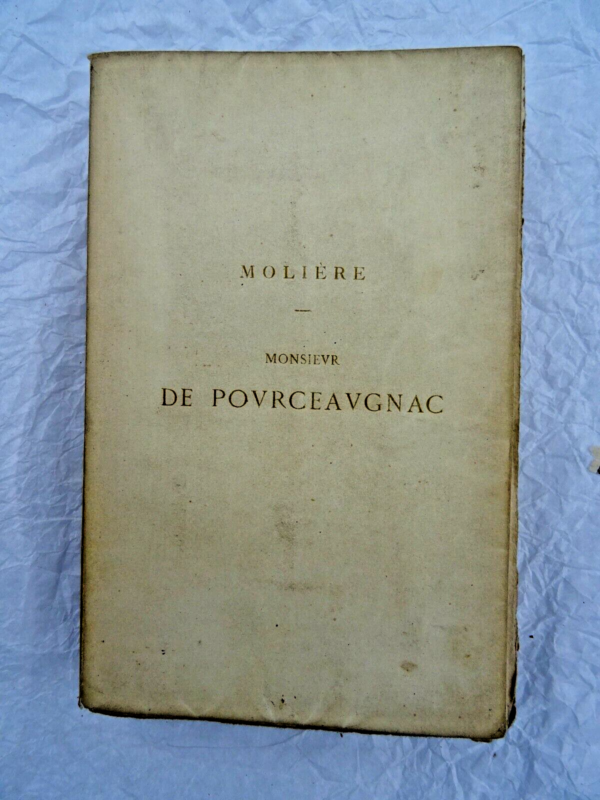 MOLIÈRE
—
MONSIEVR
DE POVRCEAVGNAC